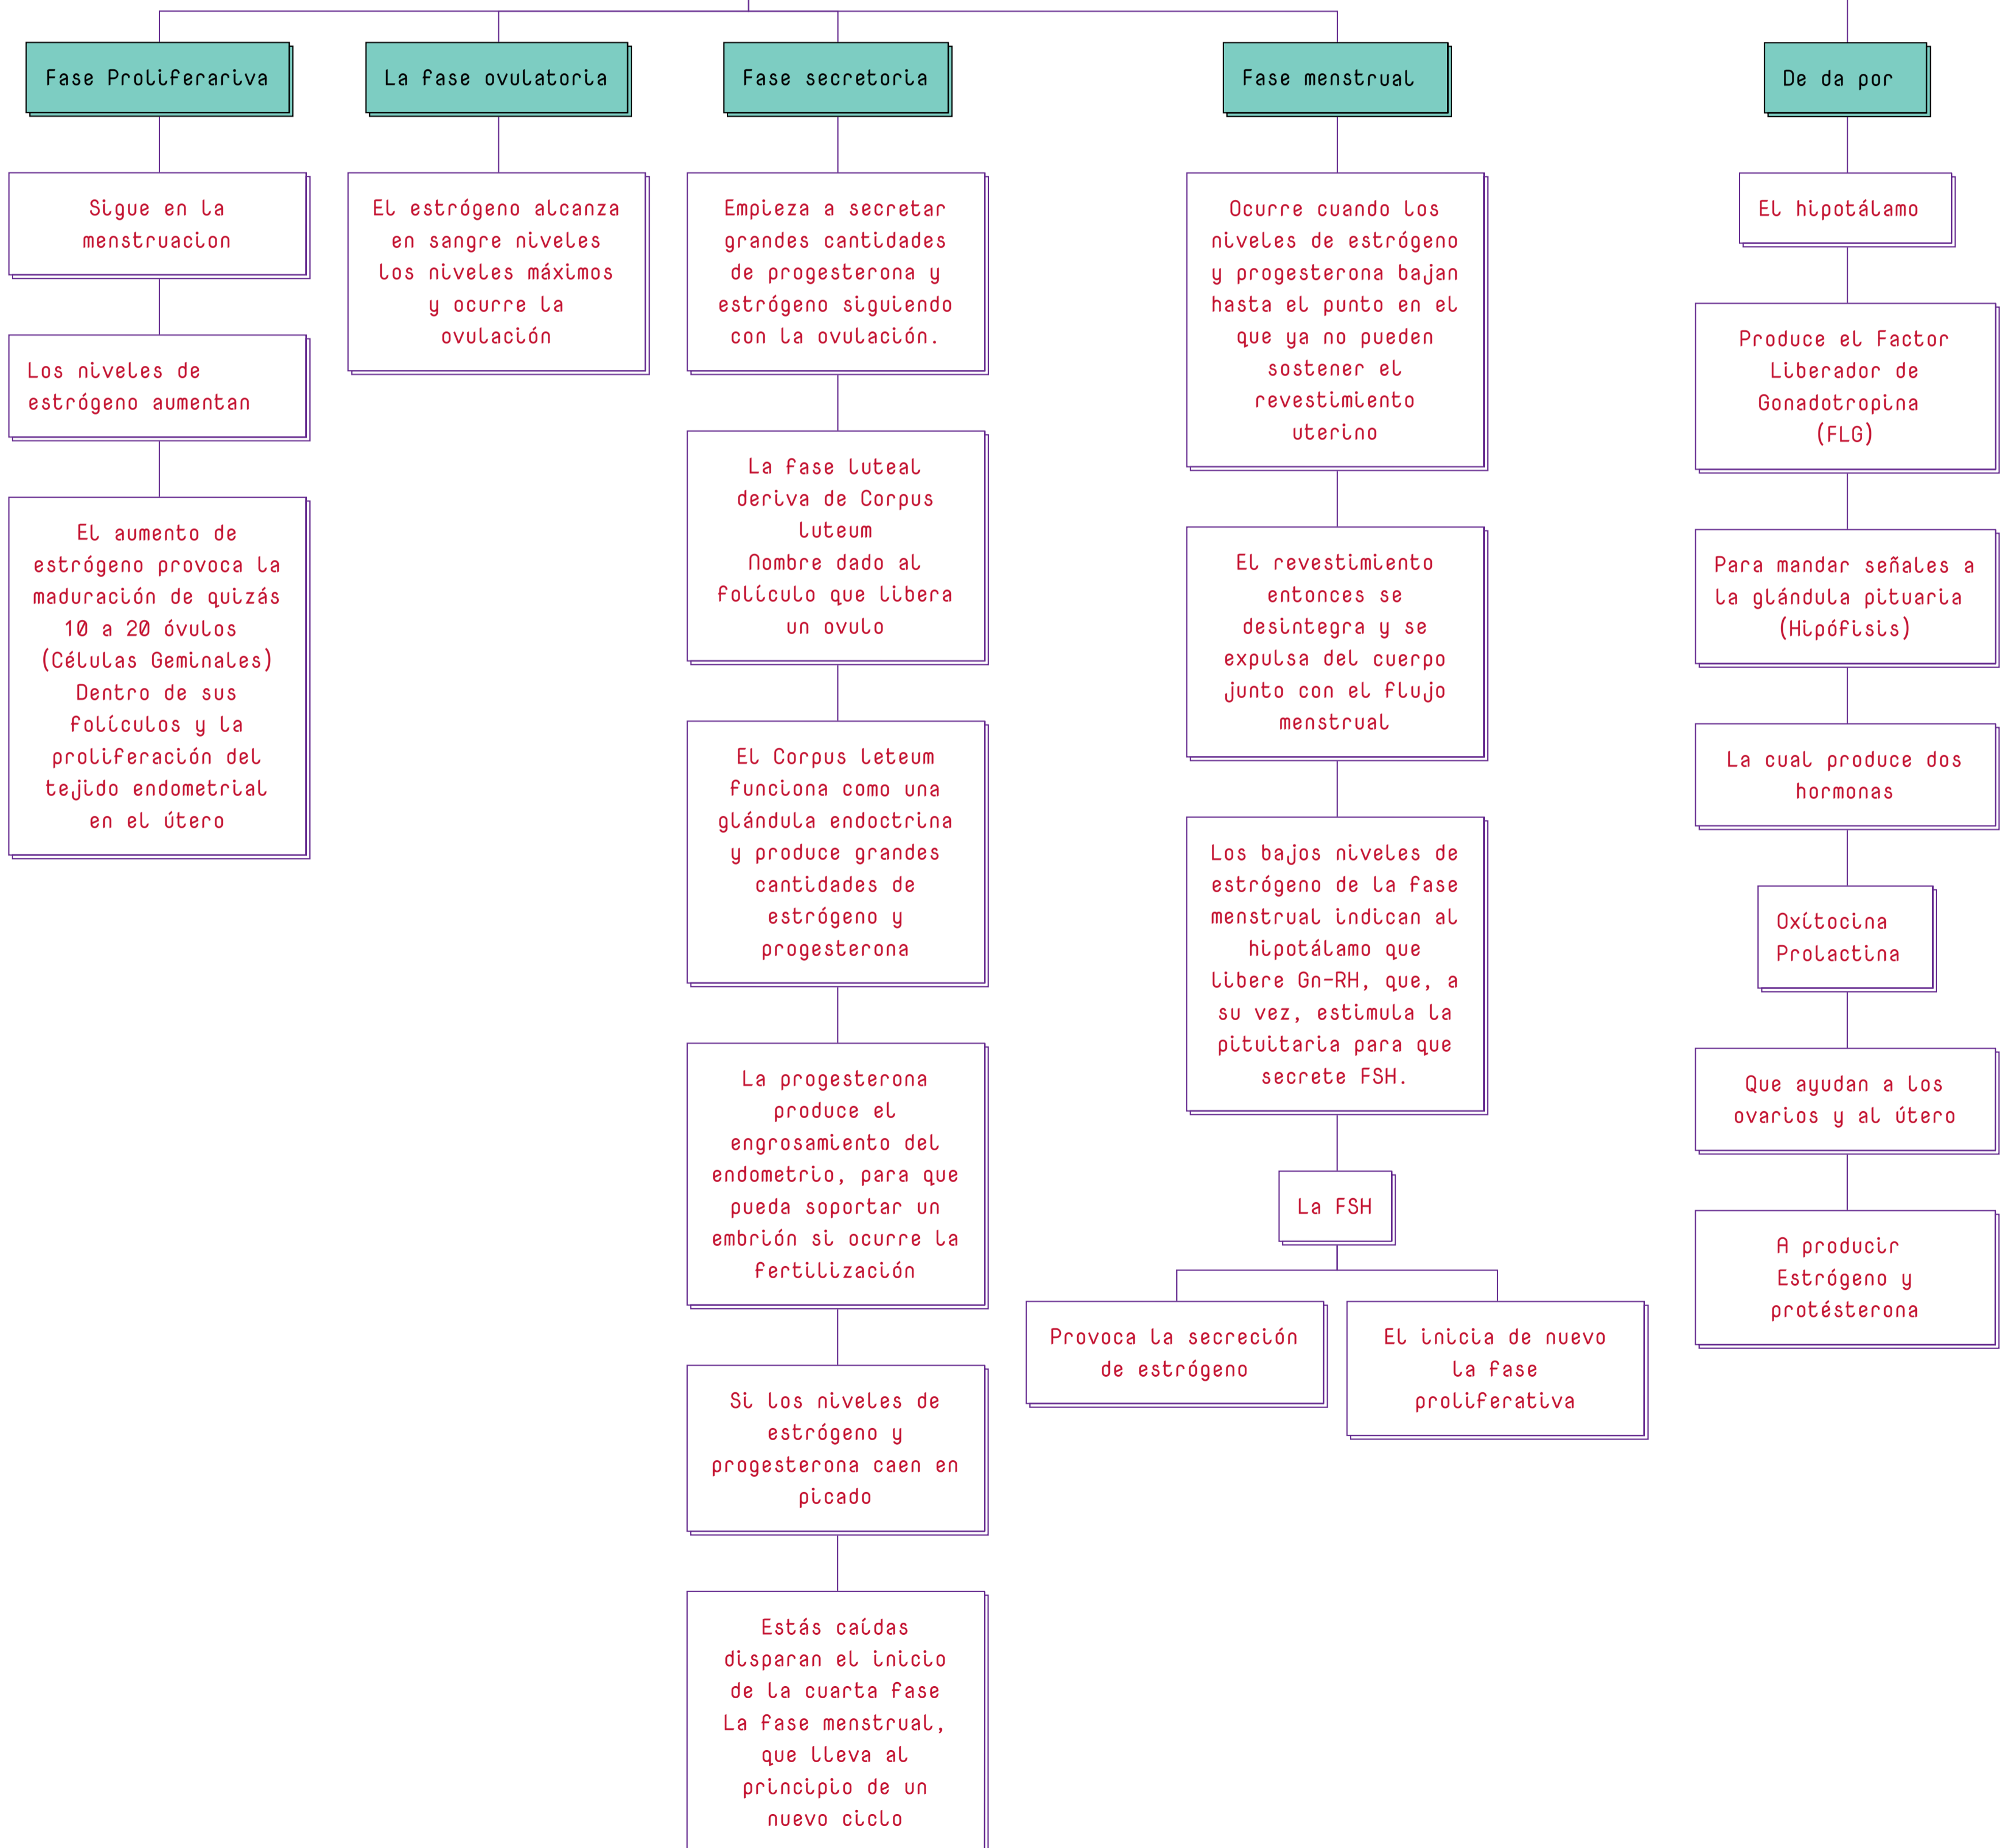 Fase Proliferariva
Sigue en la
menstruacion
Los niveles de
estrógeno aumentan
El aumento de
estrógeno provoca la
maduración de quizás
10 a 20 óvulos
(Células Geminales)
Dentro de sus
folículos y la
proliferación del
tejido endometrial
en el útero
La fase ovulatoria
El estrógeno alcanza
en sangre niveles
los niveles máximos
y ocurre la
ovulación
Fase secretoria
Empieza a secretar
grandes cantidades
de progesterona y
estrógeno siguiendo
con la ovulación.
La fase luteal
deriva de Corpus
luteum
Nombre dado al
folículo que libera
un ovulo
El Corpus leteum
funciona como una
glándula endoctrina
y produce grandes
cantidades de
estrógeno y
progesterona
La progesterona
produce el
engrosamiento del
endometrio, para que
pueda soportar un
embrión si ocurre la
fertilización
Si los niveles de
estrógeno y
progesterona caen en
picado
Estás caídas
disparan el inicio
de la cuarta fase
La fase menstrual,
que lleva al
principio de un
nuevo ciclo
Fase menstrual
Ocurre cuando los
niveles de estrógeno
y progesterona bajan
hasta el punto en el
que ya no pueden
sostener el
revestimiento
uterino
El revestimiento
entonces se
desintegra y se
expulsa del cuerpo
junto con el flujo
menstrual
Los bajos niveles de
estrógeno de la fase
menstrual indican al
hipotálamo que
libere Gn-RH, que, a
su vez, estimula la
pituitaria para que
secrete FSH.
La FSH
Provoca la secreción
de estrógeno
El inicia de nuevo
la fase
proliferativa
De da por
El hipotálamo
Produce el Factor
Liberador de
Gonadotropina
(FLG)
Para mandar señales a
la glándula pituaria
(Hipófisis)
La cual produce dos
hormonas
Oxítocina
Prolactina
Que ayudan a los
ovarios y al útero
A producir
Estrógeno y
protésterona